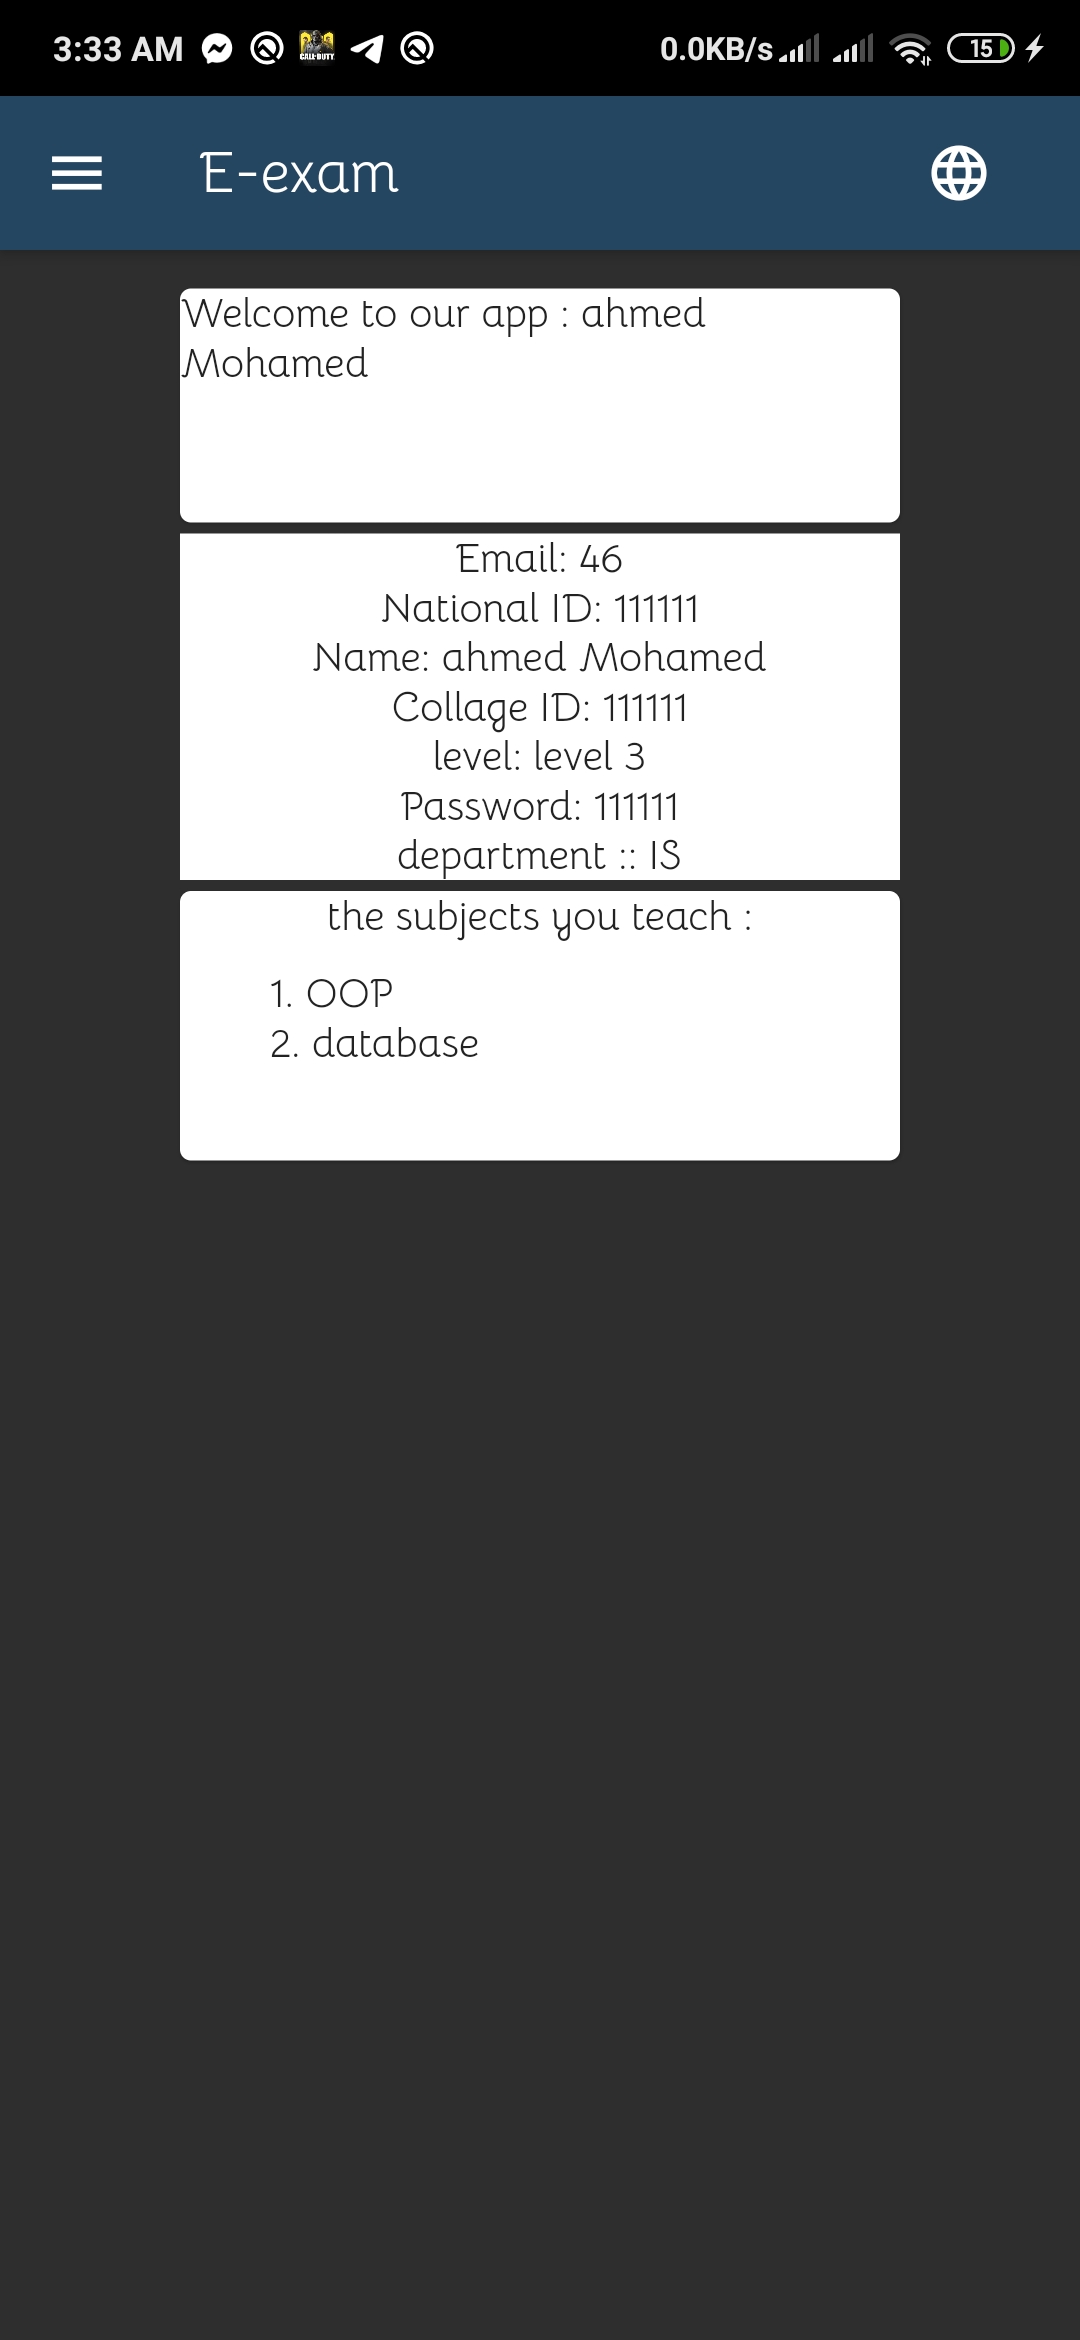 3:33 AM
0.0KB/s
15
CALL·DUTY
E-exam
Welcome to our app : ahmed
Mohamed
Email: 46
National ID: 111111
Name: ahmed Mohamed
Collage ID: 111111
level: level 3
Password: 111111
department :: IS
the subjects you teach :
1. OOP
2. database